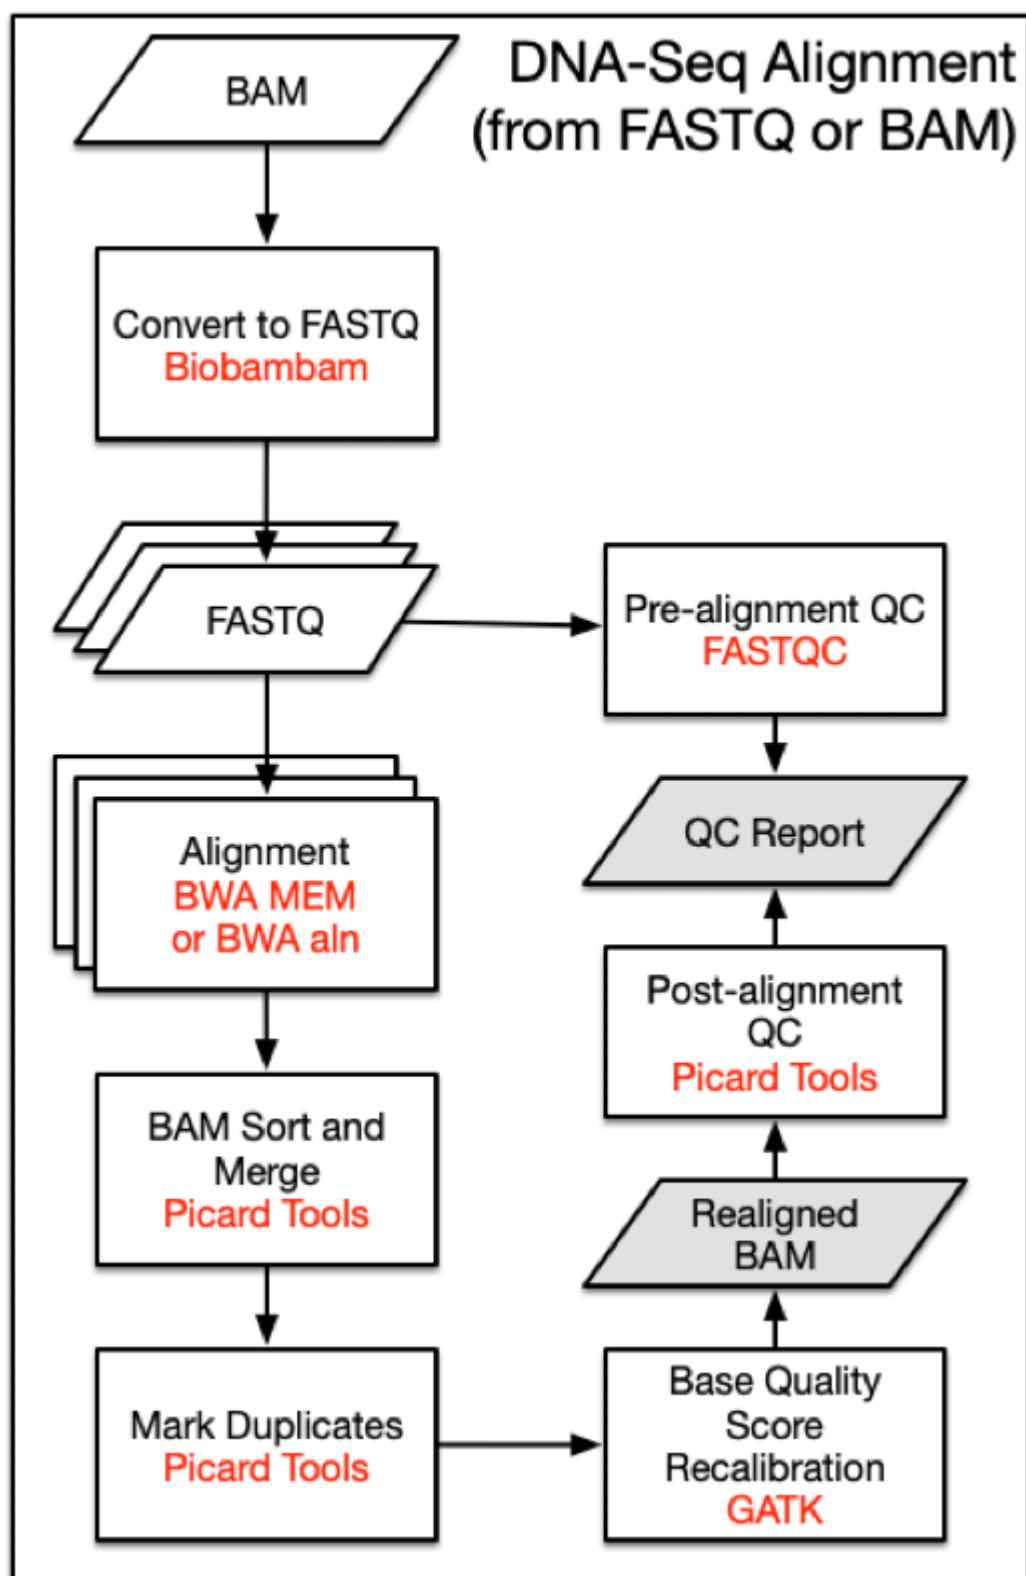 DNA-Seq Alignment
(from FASTQ or BAM)
BAM
Convert to FASTQ
Biobambam
FASTQ
Pre-alignment QC
FASTQC
QC Report
Alignment
BWA MEM
or BWA aln
Post-alignment
QC
Picard Tools
BAM Sort and
Merge
Picard Tools
Realigned
BAM
Mark Duplicates
Picard Tools
Base Quality
Score
Recalibration
GATK